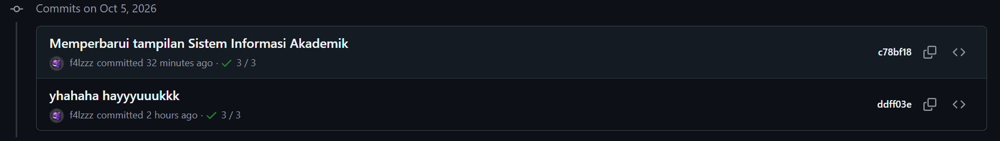 Commits on Oct 5, 2026
Memperbarui tampilan Sistem Informasi Akademik
f4lzzz committed 32 minutes ago · 3 / 3
c78bf18
yhahaha hayyyuuukkk
f4lzzz committed 2 hours ago · 3 / 3
ddff03e